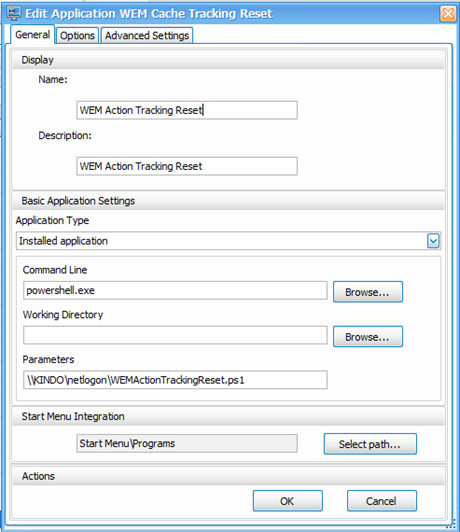 Edit Application WEM Cache Tracking Reset
General Options Advanced Settings
Display
Name:
WEM Action Tracking Reset
Description:
WEM Action Tracking Reset
Basic Application Settings
Application Type
Installed application
Command Line
powershell.exe Browse...
Working Directory
Browse...
Parameters
\\KINDO\netlogon\WEMActionTrackingReset.ps1
Start Menu Integration
Start Menu\Programs Select path...
Actions
OK Cancel